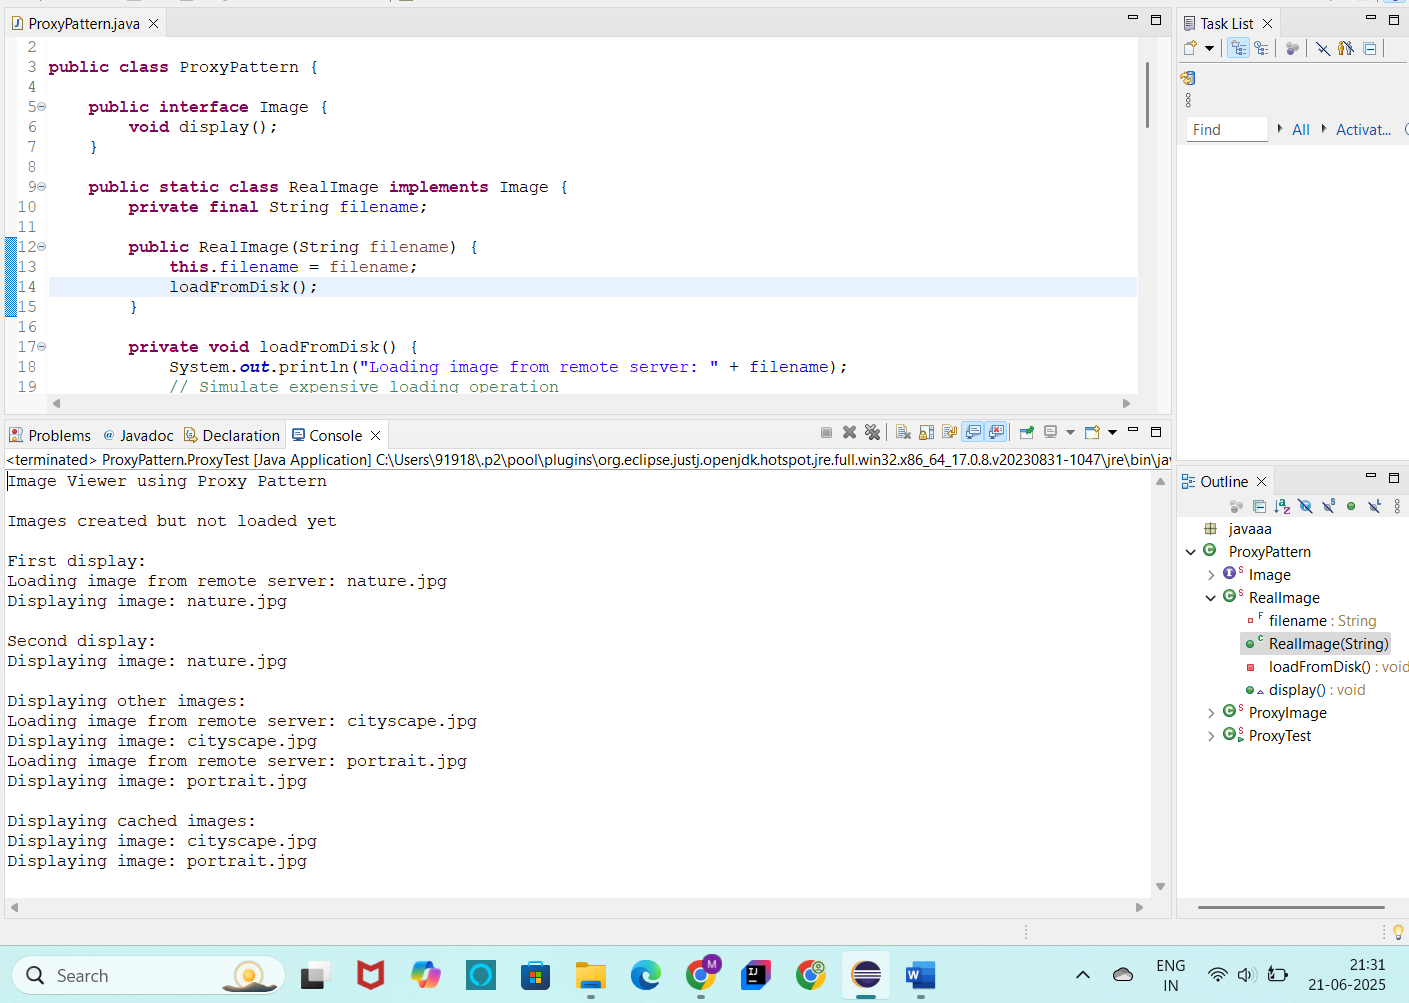 ProxyPattern.java
2
3 public class ProxyPattern {
4
5 public interface Image {
6 void display();
7 }
8
9 public static class RealImage implements Image {
10 private final String filename;
11
12 public RealImage(String filename) {
13 this.filename = filename;
14 loadFromDisk();
15 }
16
17 private void loadFromDisk() {
18 System.out.println("Loading image from remote server: " + filename);
19 // Simulate expensive loading operation
Task List
Find All Activat...
Problems @ Javadoc Declaration Console
<terminated> ProxyPattern.ProxyTest [Java Application] C:\Users\91918\.p2\pool\plugins\org.eclipse.justj.openjdk.hotspot.jre.full.win32.x86_64_17.0.8.v20230831-1047\jre\bin\jav
Image Viewer using Proxy Pattern
Images created but not loaded yet
First display:
Loading image from remote server: nature.jpg
Displaying image: nature.jpg
Second display:
Displaying image: nature.jpg
Displaying other images:
Loading image from remote server: cityscape.jpg
Displaying image: cityscape.jpg
Loading image from remote server: portrait.jpg
Displaying image: portrait.jpg
Displaying cached images:
Displaying image: cityscape.jpg
Displaying image: portrait.jpg
Outline
javaaa
ProxyPattern
Image
RealImage
filename : String
RealImage(String)
loadFromDisk() : void
display() : void
ProxyImage
ProxyTest
Search
ENG
IN
21:31
21-06-2025